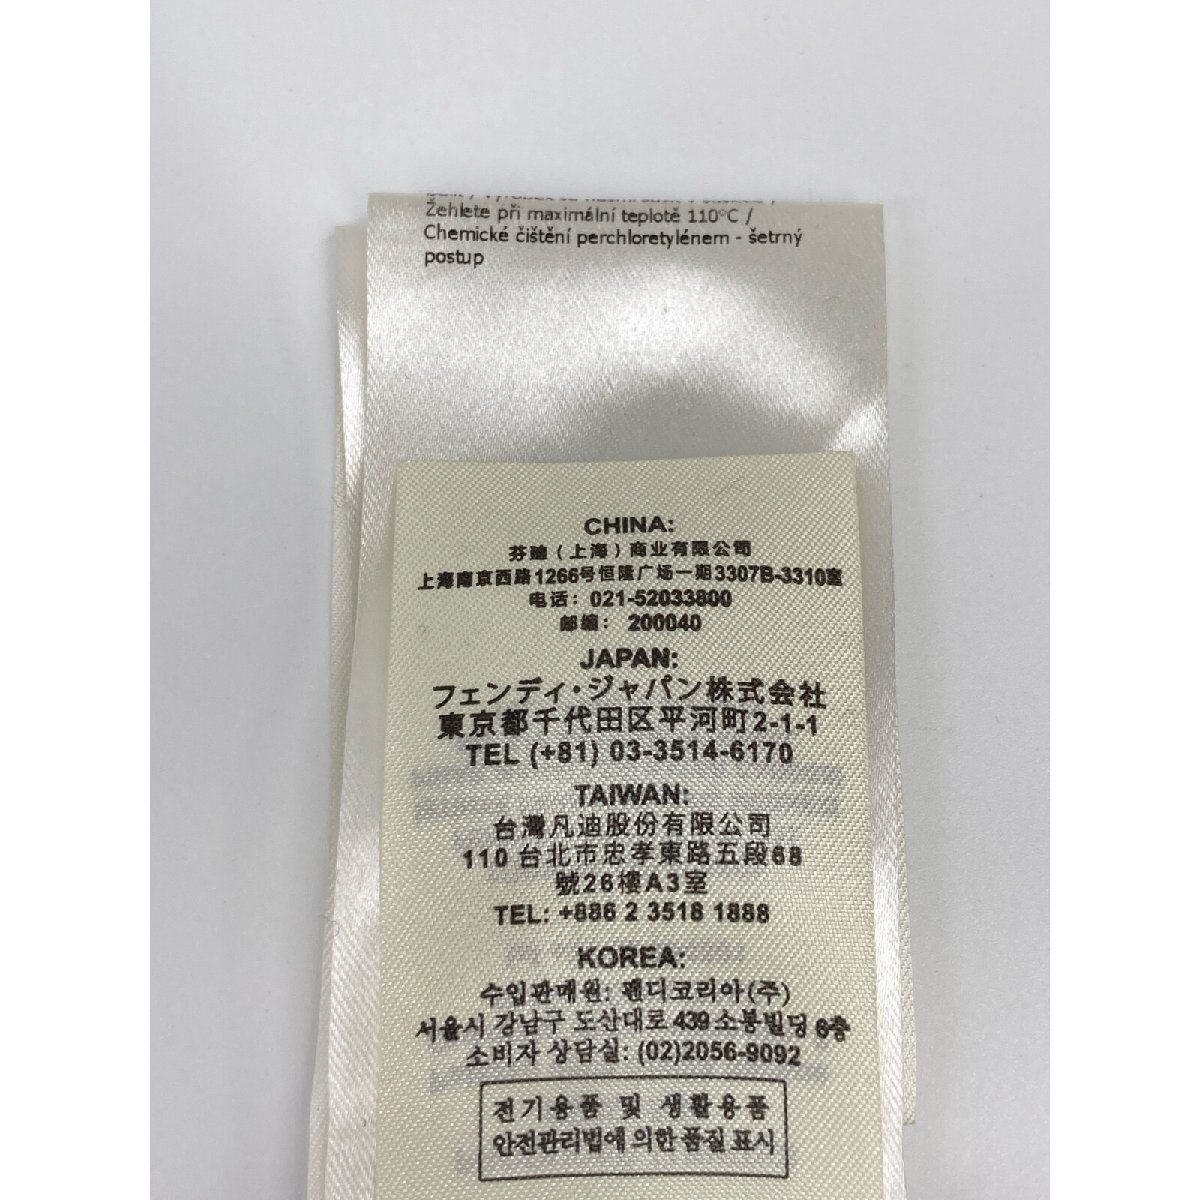 Žehlete při maximální teplotě 110°C /
Chemické čištění perchloretylénem - šetrný
postup
CHINA:
芬迪（上海）商业有限公司
上海南京西路1266号恒隆广场一期3307B-3310室
电话: 021-52033800
邮编: 200040
JAPAN:
フェンディ・ジャパン株式会社
東京都千代田区平河町2-1-1
TEL (+81) 03-3514-6170
TAIWAN:
台灣凡迪股份有限公司
110 台北市忠孝東路五段68
號26樓A3室
TEL: +886 2 3518 1888
KOREA:
수입판매원: 펜디코리아(주)
서울시 강남구 도산대로 439 소봉빌딩 6층
소비자 상담실: (02)2056-9092
전기용품 및 생활용품
안전관리법에 의한 품질표시